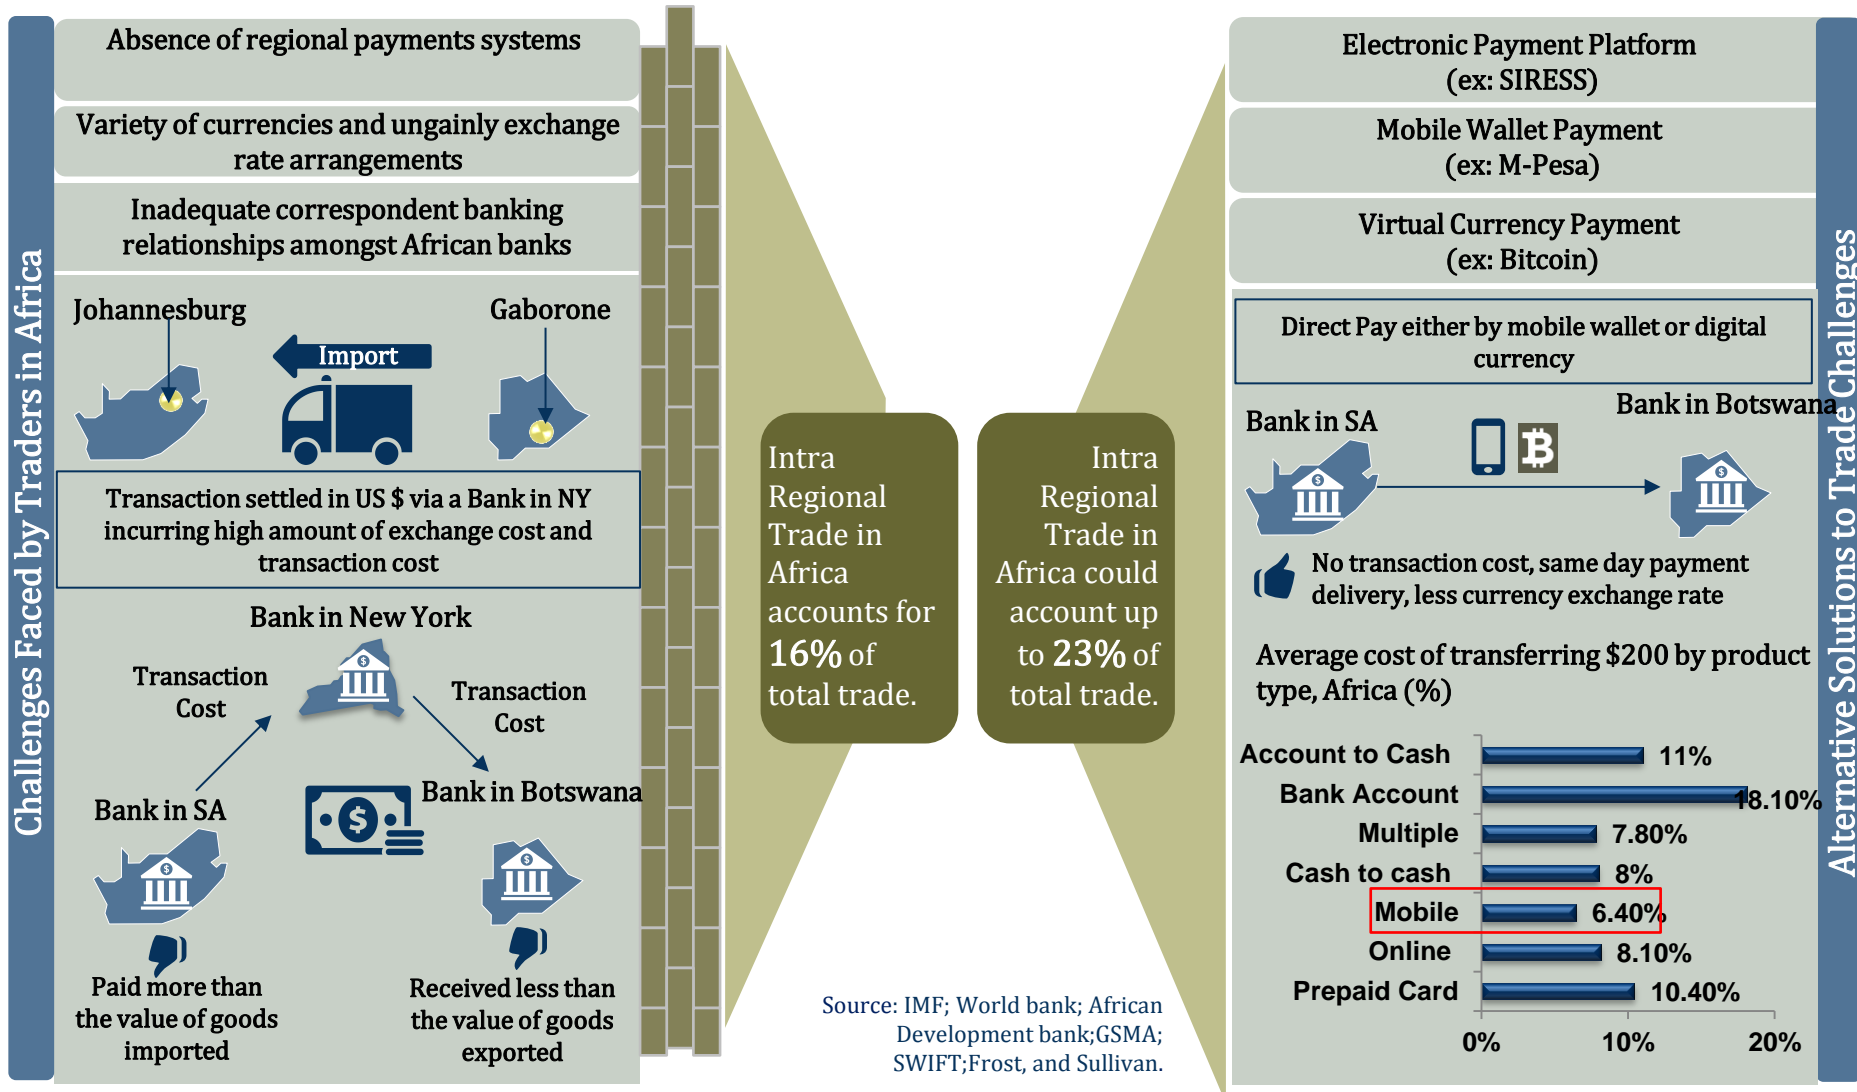 Challenges Faced by Traders in Africa
Absence of regional payments systems
Variety of currencies and ungainly exchange
rate arrangements
Inadequate correspondent banking
relationships amongst African banks
Johannesburg
Gaborone
Import
Transaction settled in US $ via a Bank in NY
incurring high amount of exchange cost and
transaction cost
Bank in New York
Transaction
Cost
Transaction
Cost
Bank in SA
Bank in Botswana
Paid more than
the value of goods
imported
Received less than
the value of goods
exported
Intra
Regional
Trade in
Africa
accounts for
16% of
total trade.
Intra
Regional
Trade in
Africa could
account up
to 23% of
total trade.
Source: IMF; World bank; African
Development bank;GSMA;
SWIFT;Frost, and Sullivan.
Alternative Solutions to Trade Challenges
Electronic Payment Platform
(ex: SIRESS)
Mobile Wallet Payment
(ex: M-Pesa)
Virtual Currency Payment
(ex: Bitcoin)
Direct Pay either by mobile wallet or digital
currency
Bank in SA
Bank in Botswana
No transaction cost, same day payment
delivery, less currency exchange rate
Average cost of transferring $200 by product
type, Africa (%)
Account to Cash 11%
Bank Account 18.10%
Multiple 7.80%
Cash to cash 8%
Mobile 6.40%
Online 8.10%
Prepaid Card 10.40%
0% 10% 20%